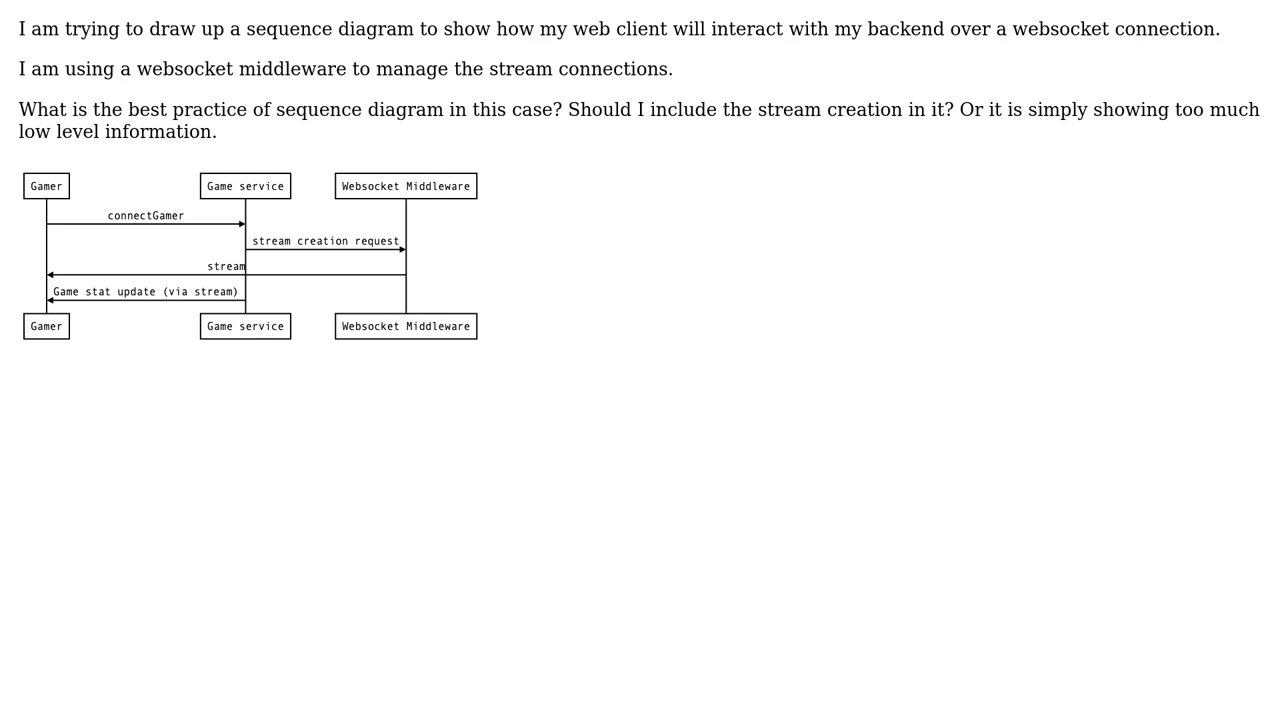 I am trying to draw up a sequence diagram to show how my web client will interact with my backend over a websocket connection.
I am using a websocket middleware to manage the stream connections.
What is the best practice of sequence diagram in this case? Should I include the stream creation in it? Or it is simply showing too much
low level information.
Gamer
Game service
Websocket Middleware
connectGamer
stream creation request
stream
Game stat update (via stream)
Gamer
Game service
Websocket Middleware